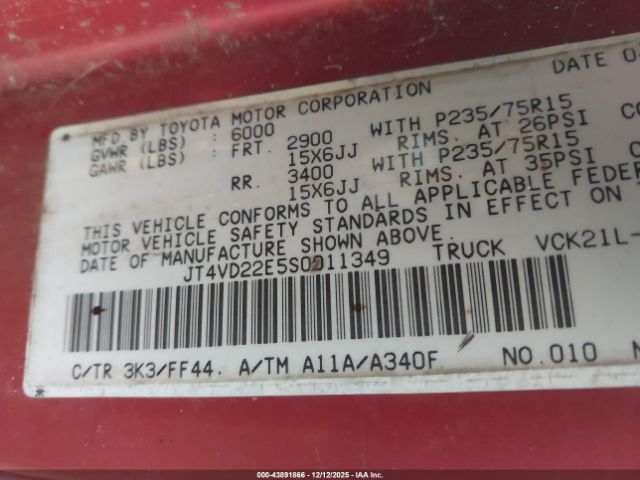 DATE
MFD BY TOYOTA MOTOR CORPORATION
GVWR (LBS) : 6000
GAWR (LBS) : FRT. 2900 WITH P235/75R15
15X6JJ RIMS. AT 26PSI
RR. 3400 WITH P235/75R15
15X6JJ RIMS. AT 35PSI
THIS VEHICLE CONFORMS TO ALL APPLICABLE FEDER
MOTOR VEHICLE SAFETY STANDARDS IN EFFECT ON
DATE OF MANUFACTURE SHOWN ABOVE.
JT4VD22E5S0011349 TRUCK VCK21L-
C/TR 3K3/FF44. A/TM A11A/A340F NO.010
000-43891866 - 12/12/2025 - IAA Inc.